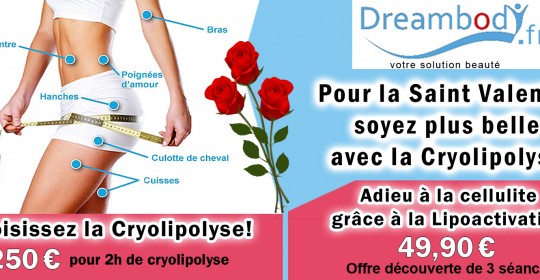 Bras
Poignées
d'amour
Hanches
Culotte de cheval
Cuisses
Choisissez la Cryolipolyse!
250 € pour 2h de cryolipolyse
Dreambody.fr
votre solution beauté
Pour la Saint Valen
soyez plus belle
avec la Cryolipolys
Adieu à la cellulite
grâce à la Lipoactivati
49,90 €
Offre découverte de 3 séanc